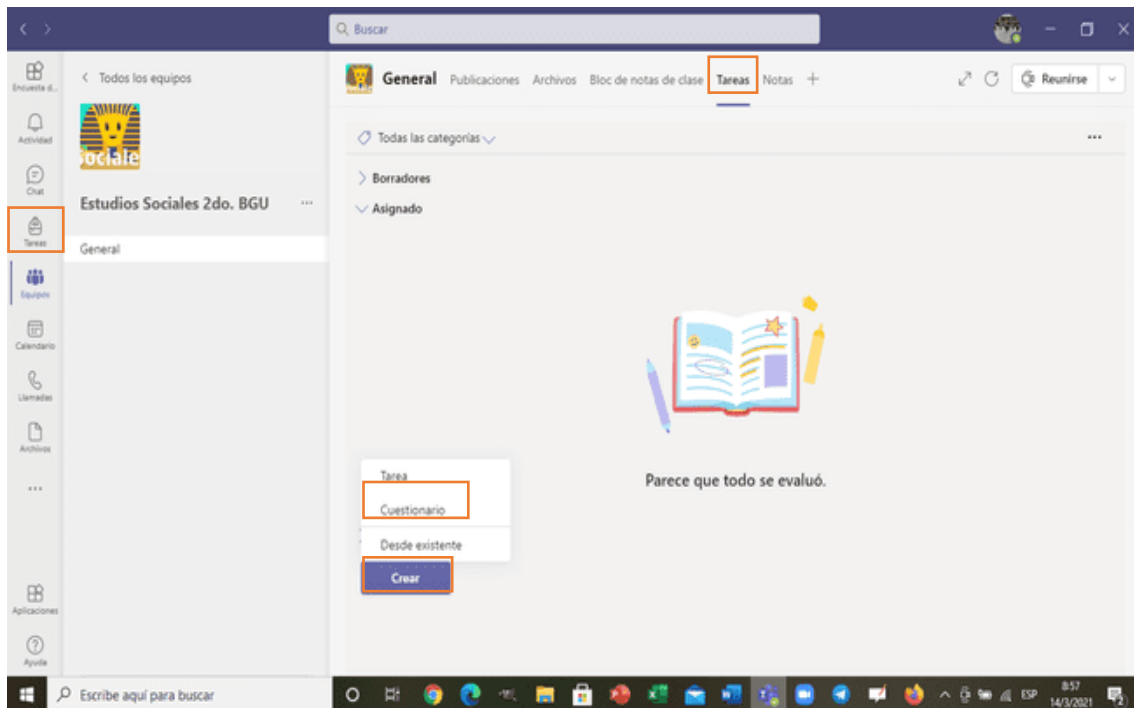 Buscar
Encuesta d...
Actividad
Chat
Tareas
Equipos
Calendario
Llamadas
Archivos
...
Aplicaciones
Ayuda
Todos los equipos
Sociale
Estudios Sociales 2do. BGU ...
General
General Publicaciones Archivos Bloc de notas de clase Tareas Notas + Reunirse
Todas las categorías ...
Borradores
Asignado
Parece que todo se evaluó.
Tarea
Cuestionario
Desde existente
Crear
Escribe aquí para buscar
ESP
8:57
14/3/2021
2